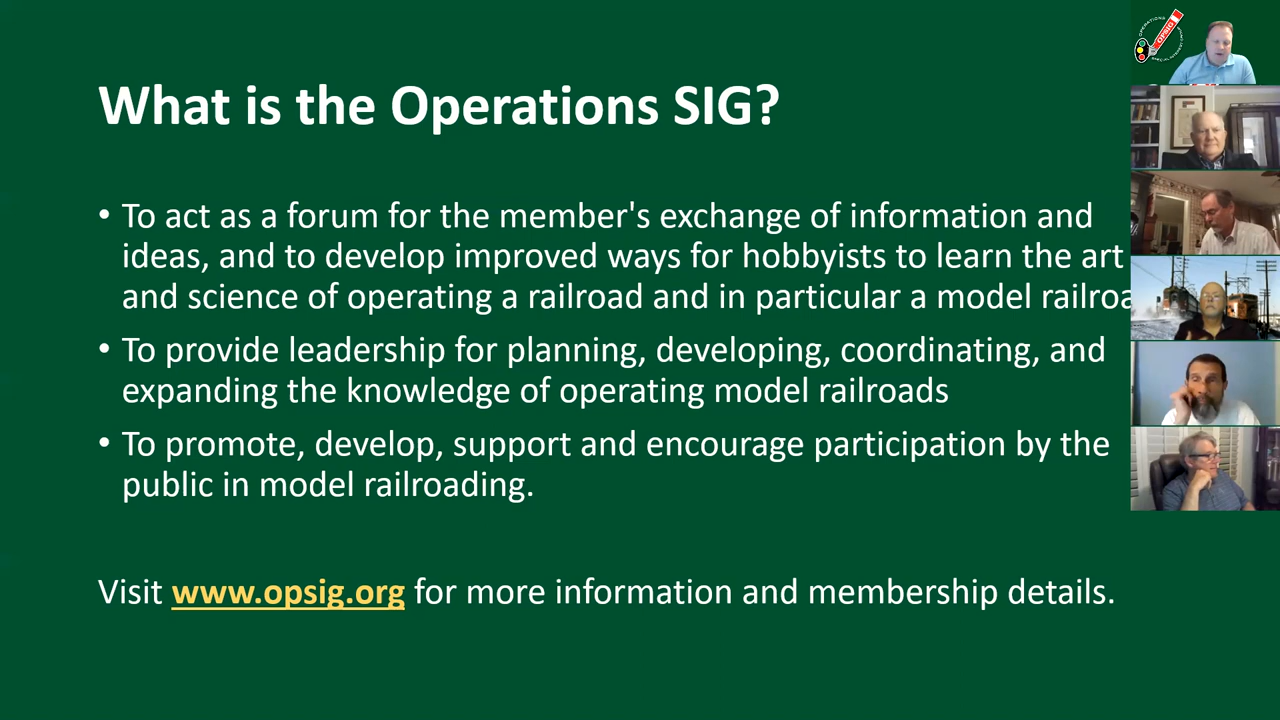 What is the Operations SIG?
• To act as a forum for the member's exchange of information and
ideas, and to develop improved ways for hobbyists to learn the art
and science of operating a railroad and in particular a model railroa
• To provide leadership for planning, developing, coordinating, and
expanding the knowledge of operating model railroads
• To promote, develop, support and encourage participation by the
public in model railroading.
Visit www.opsig.org for more information and membership details.
OPSIG
OPERATIONS